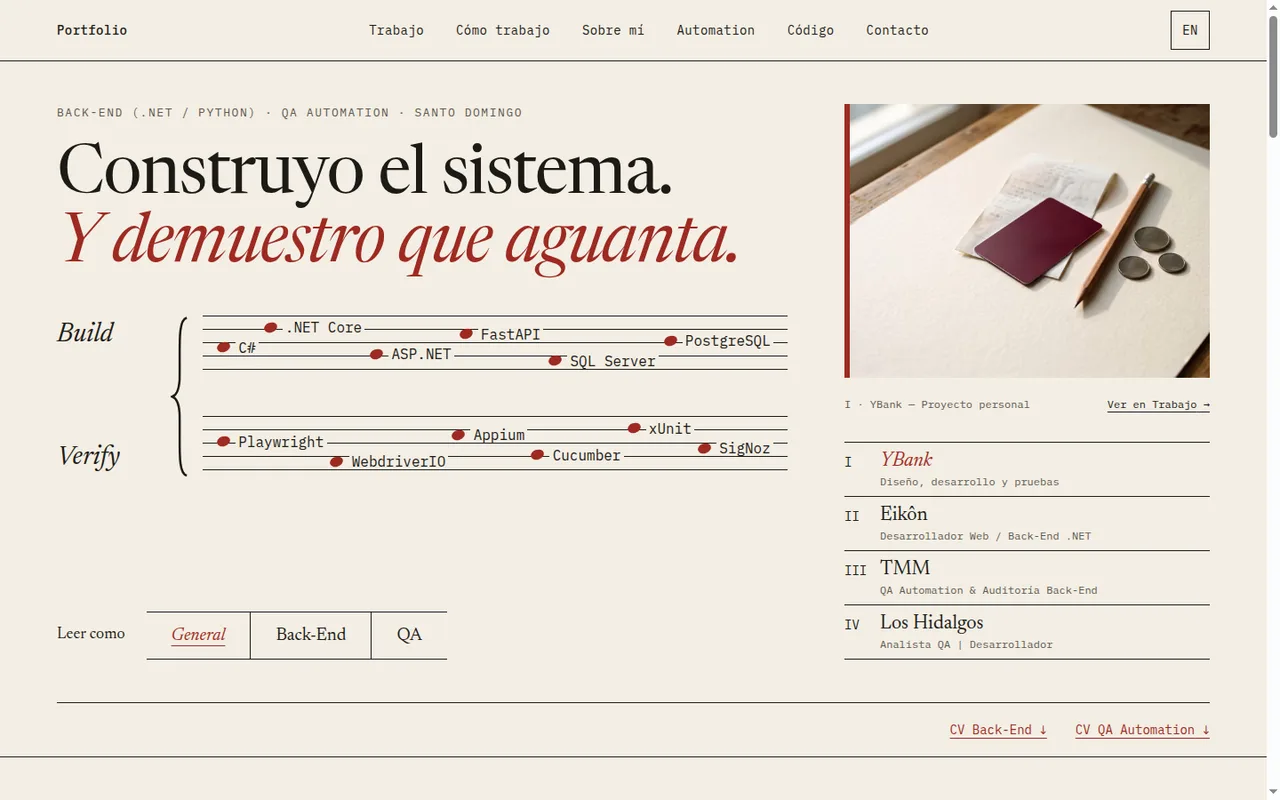 Portfolio
Trabajo Cómo trabajo Sobre mí Automation Código Contacto
EN
BACK-END (.NET / PYTHON) · QA AUTOMATION · SANTO DOMINGO
Construyo el sistema.
Y demuestro que aguanta.
Build
.NET Core
FastAPI
PostgreSQL
C#
ASP.NET
SQL Server
Verify
Playwright
Appium
xUnit
WebdriverIO
Cucumber
SigNoz
Leer como
General
Back-End
QA
I · YBank — Proyecto personal
Ver en Trabajo →
I YBank
Diseño, desarrollo y pruebas
II Eikôn
Desarrollador Web / Back-End .NET
III TMM
QA Automation & Auditoría Back-End
IV Los Hidalgos
Analista QA | Desarrollador
CV Back-End ↓
CV QA Automation ↓